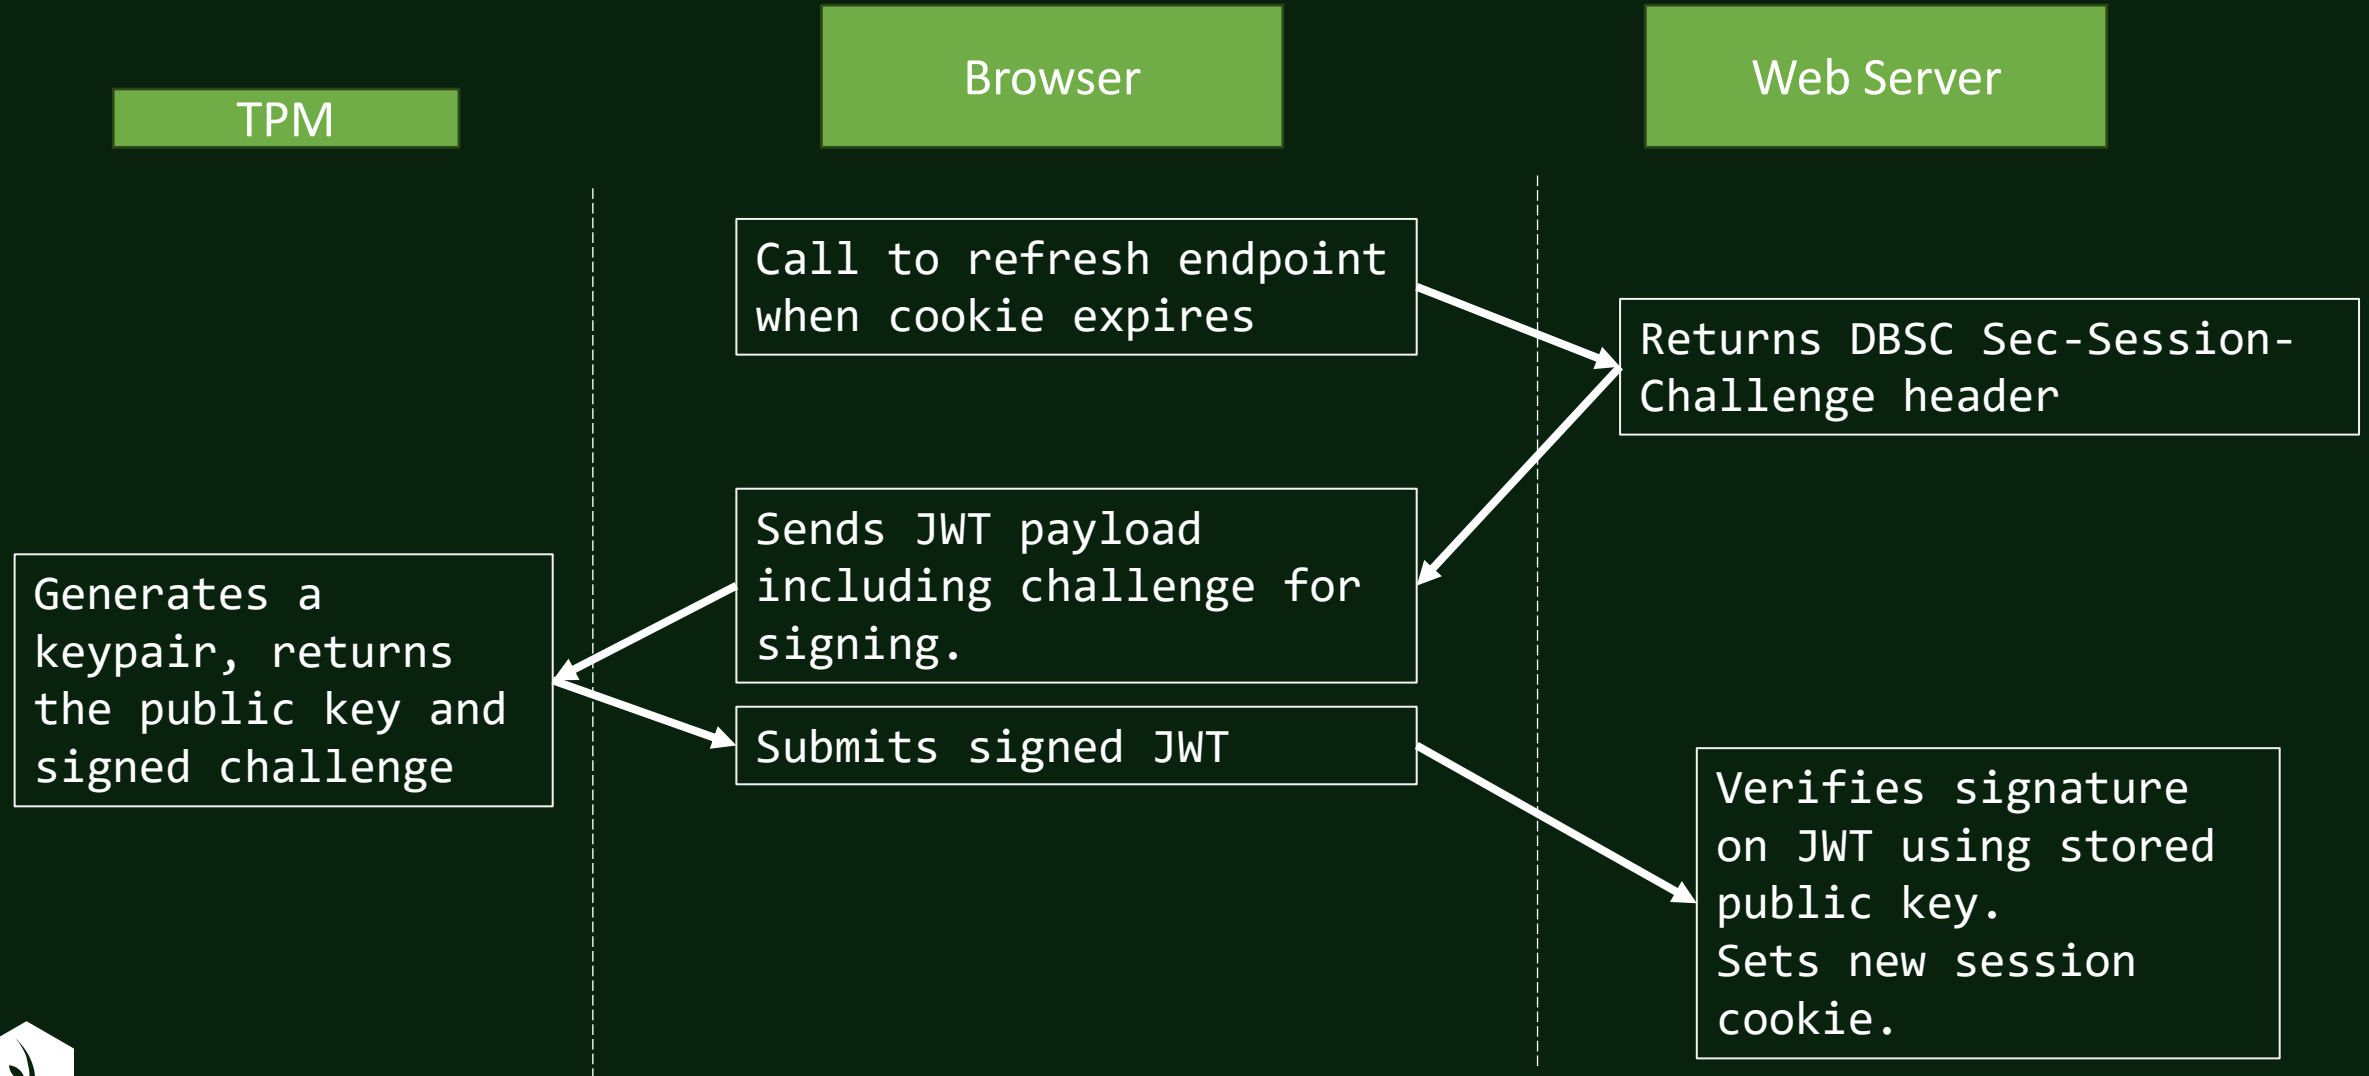 TPM
Browser
Web Server
Call to refresh endpoint
when cookie expires
Returns DBSC Sec-Session-
Challenge header
Sends JWT payload
including challenge for
signing.
Generates a
keypair, returns
the public key and
signed challenge
Submits signed JWT
Verifies signature
on JWT using stored
public key.
Sets new session
cookie.